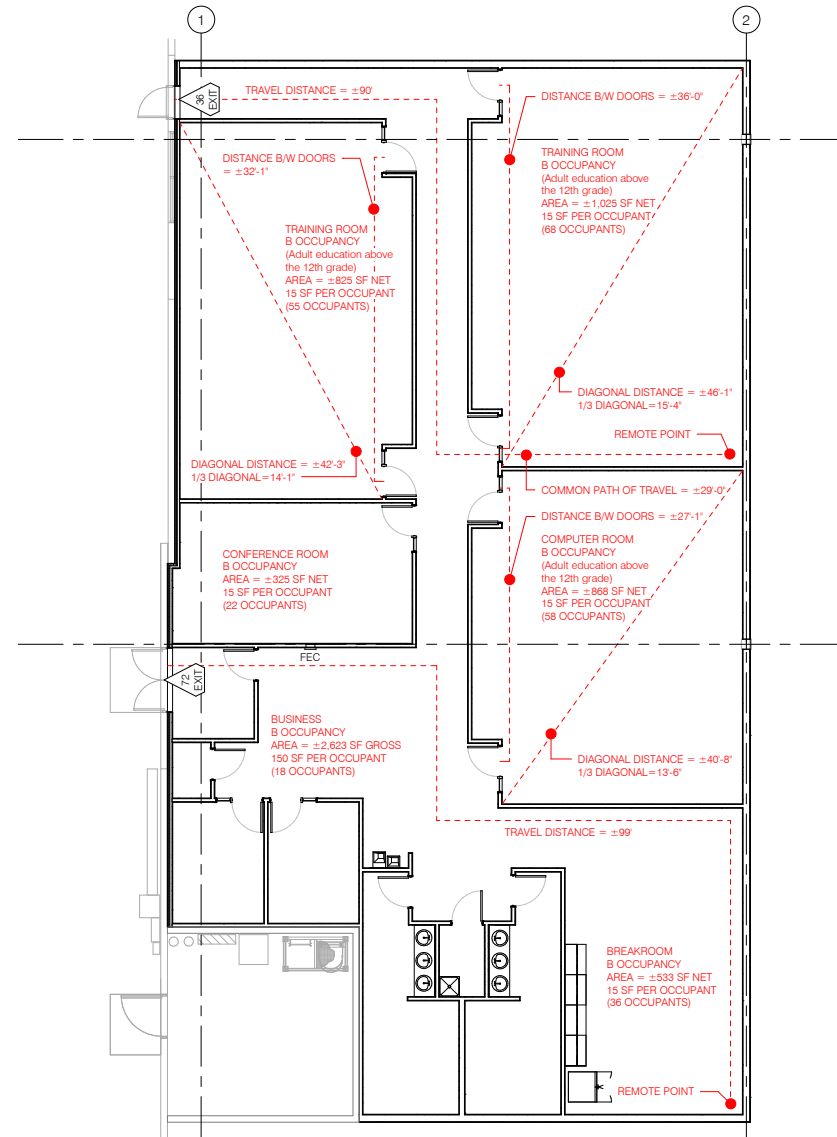 1
2
36
EXIT
TRAVEL DISTANCE = ±90'
DISTANCE B/W DOORS = ±36'-0"
DISTANCE B/W DOORS
= ±32'-1"
TRAINING ROOM
B OCCUPANCY
(Adult education above
the 12th grade)
AREA = ±1,025 SF NET
15 SF PER OCCUPANT
(68 OCCUPANTS)
TRAINING ROOM
B OCCUPANCY
(Adult education above
the 12th grade)
AREA = ±825 SF NET
15 SF PER OCCUPANT
(55 OCCUPANTS)
DIAGONAL DISTANCE = ±46'-1"
1/3 DIAGONAL=15'-4"
REMOTE POINT
DIAGONAL DISTANCE = ±42'-3"
1/3 DIAGONAL=14'-1"
COMMON PATH OF TRAVEL = ±29'-0"
DISTANCE B/W DOORS = ±27'-1"
COMPUTER ROOM
B OCCUPANCY
(Adult education above
the 12th grade)
AREA = ±868 SF NET
15 SF PER OCCUPANT
(58 OCCUPANTS)
CONFERENCE ROOM
B OCCUPANCY
AREA = ±325 SF NET
15 SF PER OCCUPANT
(22 OCCUPANTS)
FEC
72
EXIT
BUSINESS
B OCCUPANCY
AREA = ±2,623 SF GROSS
150 SF PER OCCUPANT
(18 OCCUPANTS)
DIAGONAL DISTANCE = ±40'-8"
1/3 DIAGONAL=13'-6"
TRAVEL DISTANCE = ±99'
BREAKROOM
B OCCUPANCY
AREA = ±533 SF NET
15 SF PER OCCUPANT
(36 OCCUPANTS)
REMOTE POINT